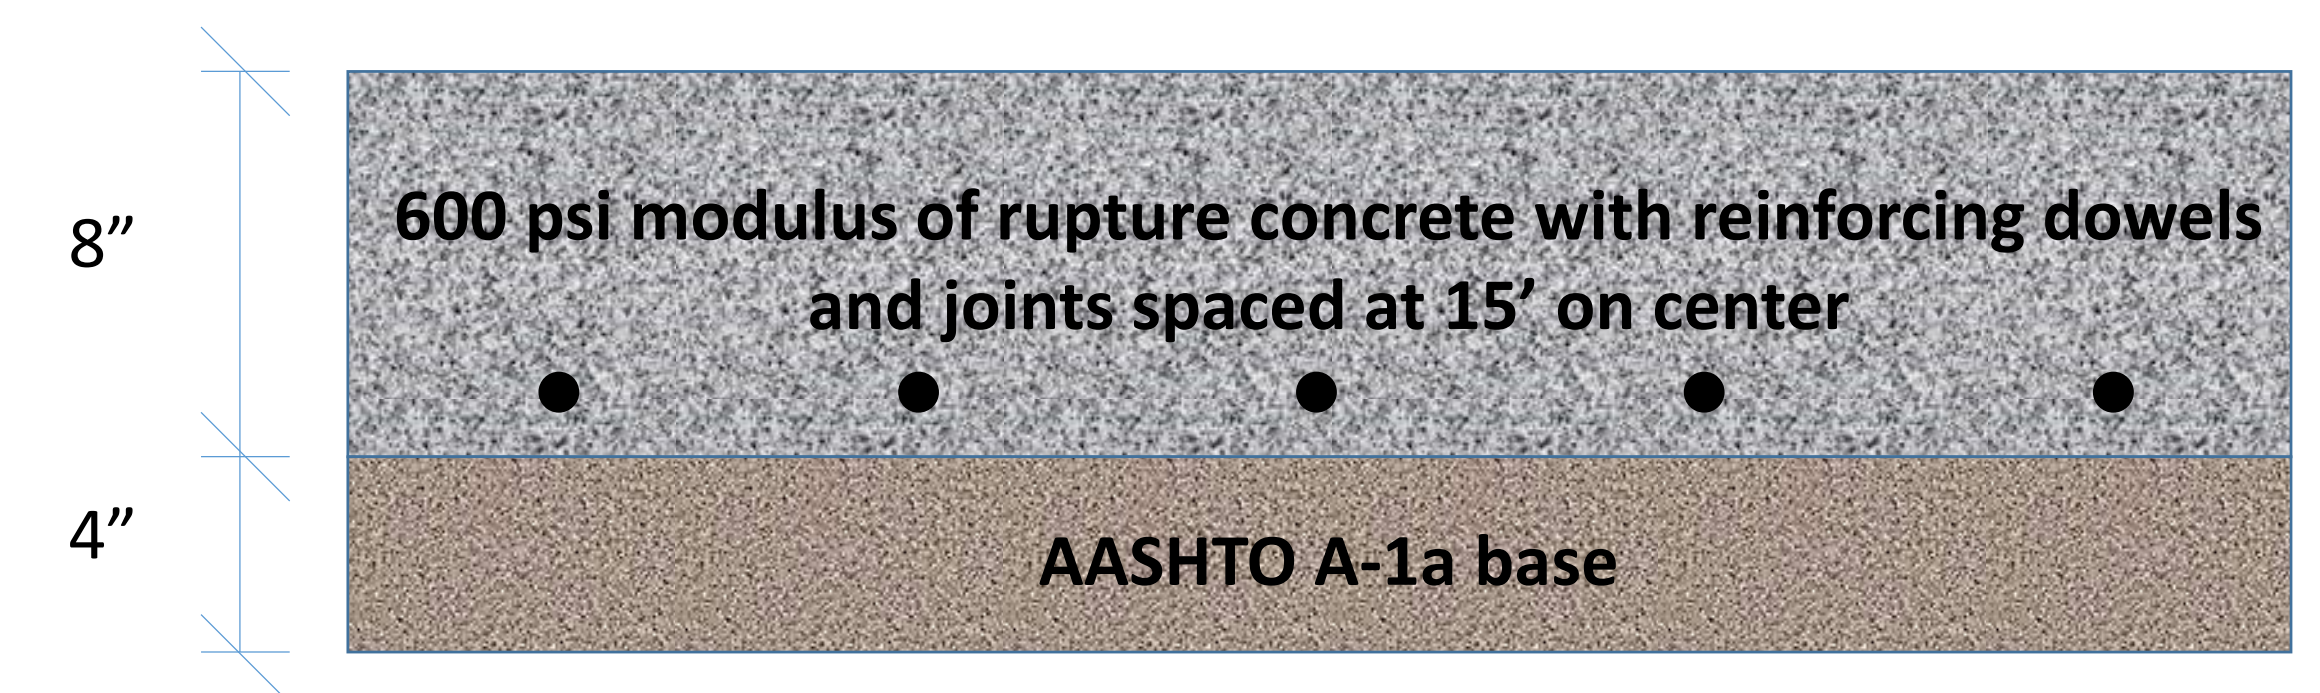 8”
600 psi modulus of rupture concrete with reinforcing dowels
and joints spaced at 15’ on center
4”
AASHTO A-1a base